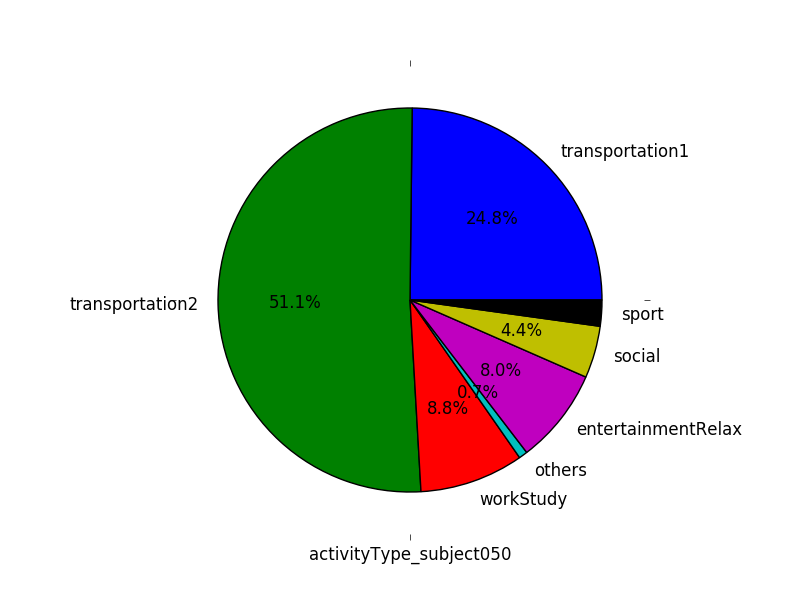 transportation1
24.8%
transportation2
51.1%
sport
4.4%
social
8.0%
0.7%
8.8%
entertainmentRelax
others
workStudy
activityType_subject050